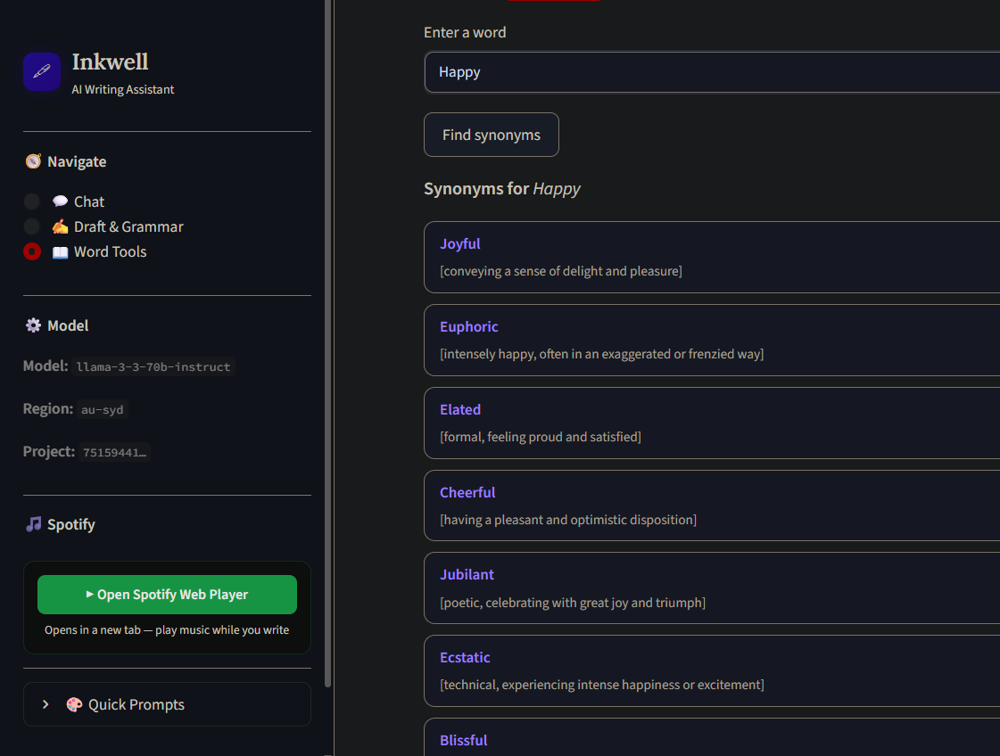 Inkwell
AI Writing Assistant
🧭 Navigate
💬 Chat
✍️ Draft & Grammar
📖 Word Tools
⚙️ Model
Model: llama-3-3-70b-instruct
Region: au-syd
Project: 75159441…
🎵 Spotify
▶ Open Spotify Web Player
Opens in a new tab — play music while you write
🎨 Quick Prompts
Enter a word
Happy
Find synonyms
Synonyms for Happy
Joyful
[conveying a sense of delight and pleasure]
Euphoric
[intensely happy, often in an exaggerated or frenzied way]
Elated
[formal, feeling proud and satisfied]
Cheerful
[having a pleasant and optimistic disposition]
Jubilant
[poetic, celebrating with great joy and triumph]
Ecstatic
[technical, experiencing intense happiness or excitement]
Blissful